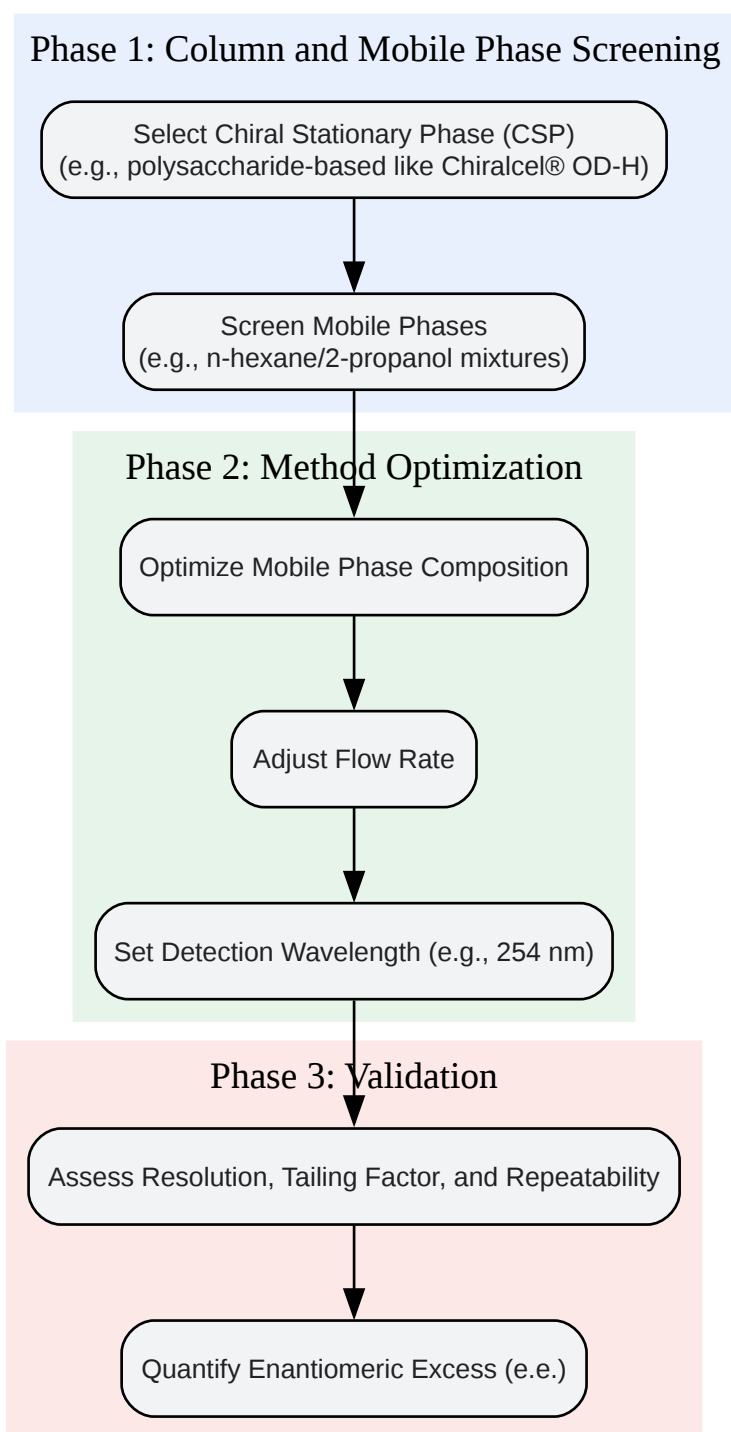 Phase 1: Column and Mobile Phase Screening
Select Chiral Stationary Phase (CSP)
(e.g., polysaccharide-based like Chiralcel® OD-H)
Screen Mobile Phases
(e.g., n-hexane/2-propanol mixtures)
Phase 2: Method Optimization
Optimize Mobile Phase Composition
Adjust Flow Rate
Set Detection Wavelength (e.g., 254 nm)
Phase 3: Validation
Assess Resolution, Tailing Factor, and Repeatability
Quantify Enantiomeric Excess (e.e.)